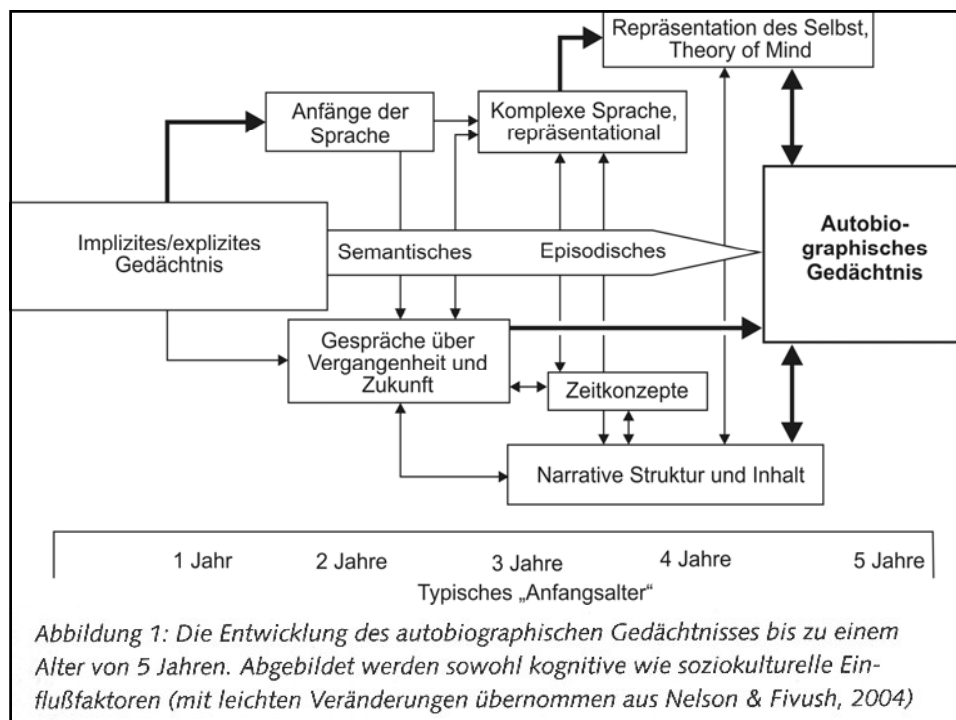 Repräsentation des Selbst,
Theory of Mind
Anfänge der
Sprache
Komplexe Sprache,
repräsentational
Implizites/explizites
Gedächtnis
Semantisches
Episodisches
Autobio-
graphisches
Gedächtnis
Gespräche über
Vergangenheit und
Zukunft
Zeitkonzepte
Narrative Struktur und Inhalt
1 Jahr
2 Jahre
3 Jahre
4 Jahre
5 Jahre
Typisches „Anfangsalter“
Abbildung 1: Die Entwicklung des autobiographischen Gedächtnisses bis zu einem
Alter von 5 Jahren. Abgebildet werden sowohl kognitive wie soziokulturelle Ein-
flußfaktoren (mit leichten Veränderungen übernommen aus Nelson & Fivush, 2004)